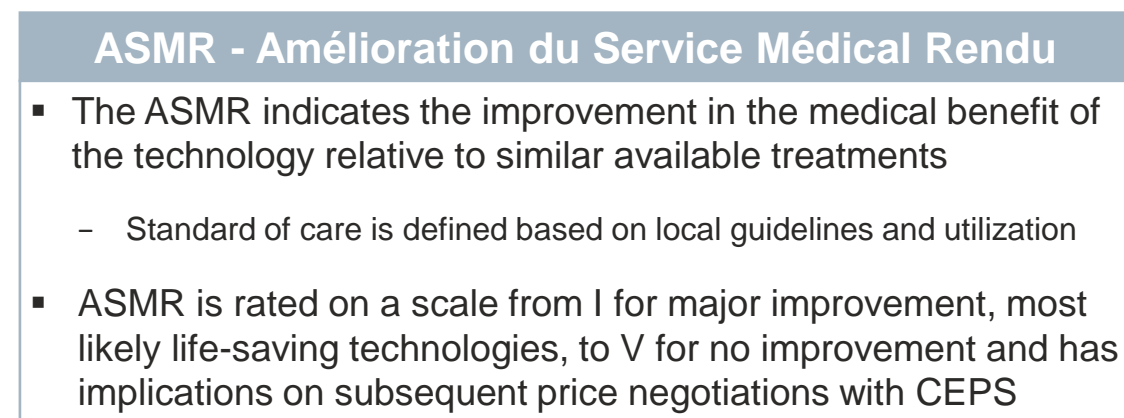 ASMR - Amélioration du Service Médical Rendu
▪ The ASMR indicates the improvement in the medical benefit of
the technology relative to similar available treatments
– Standard of care is defined based on local guidelines and utilization
▪ ASMR is rated on a scale from I for major improvement, most
likely life-saving technologies, to V for no improvement and has
implications on subsequent price negotiations with CEPS